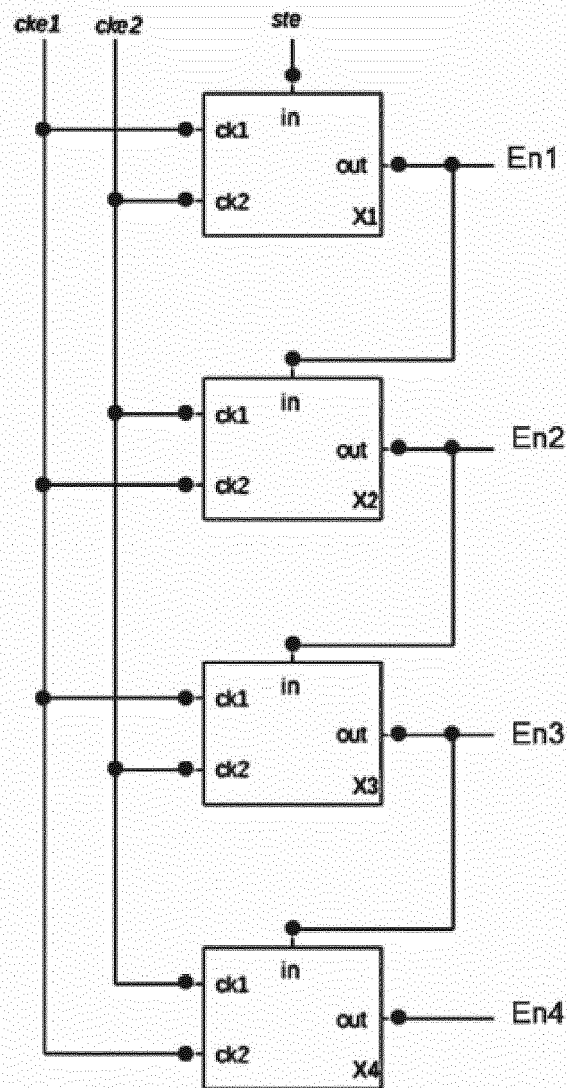 cke1 cke2 ste
in
ck1
out En1
ck2
X1
in
ck1
out En2
ck2
X2
in
ck1
out En3
ck2
X3
in
ck1
out En4
ck2
X4